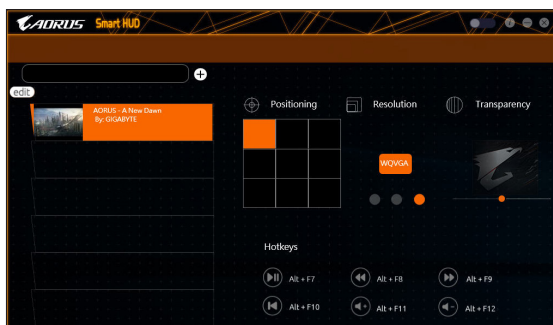 AORUS Smart HUD
edit
AORUS - A New Dawn
By: GIGABYTE
Positioning
Resolution
Transparency
WQVGA
Hotkeys
Alt + F7
Alt + F8
Alt + F9
Alt + F10
Alt + F11
Alt + F12